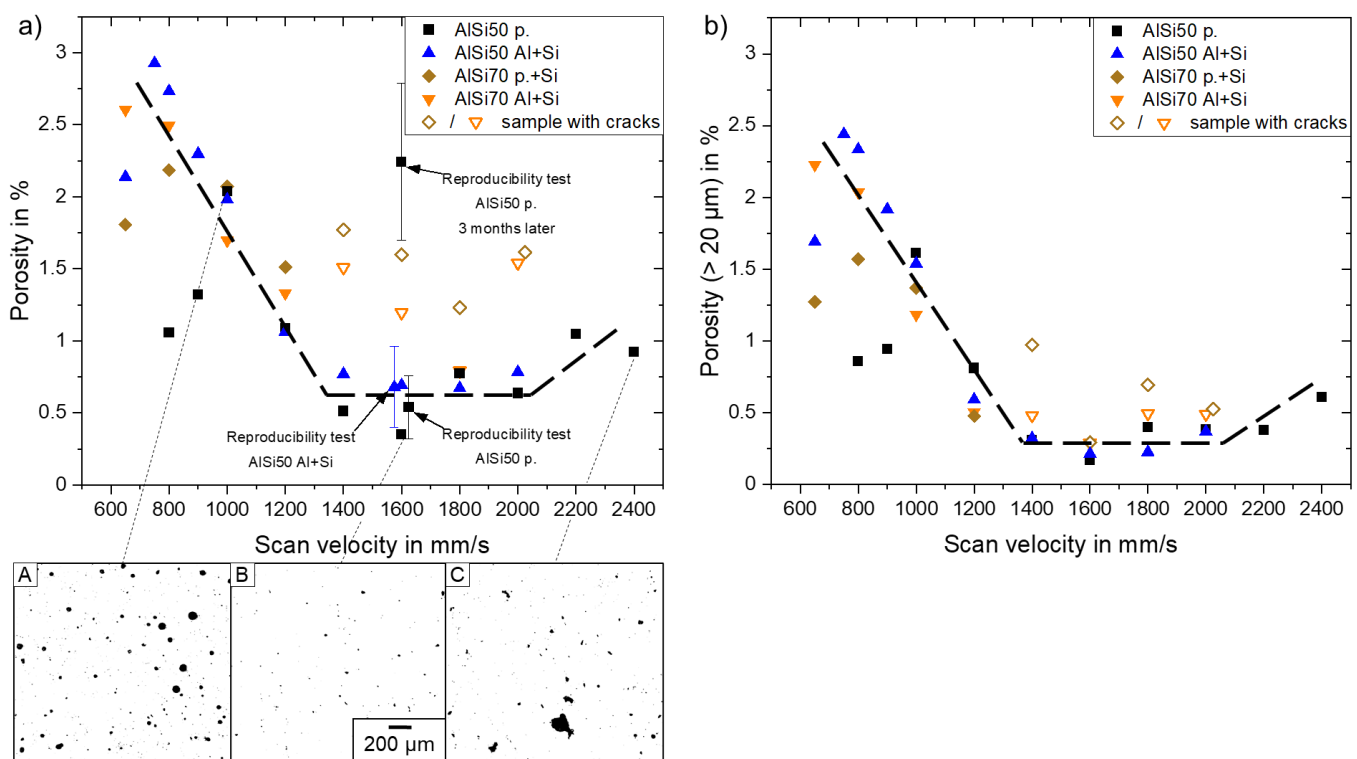 a)
AlSi50 p.
AlSi50 Al+Si
AlSi70 p.+Si
AlSi70 Al+Si
/ sample with cracks
Porosity in %
3
2.5
2
1.5
1
0.5
0
Reproducibility test
AlSi50 p.
3 months later
Reproducibility test
AlSi50 Al+Si
Reproducibility test
AlSi50 p.
600 800 1000 1200 1400 1600 1800 2000 2200 2400
Scan velocity in mm/s
A
B
C
200 µm
b)
AlSi50 p.
AlSi50 Al+Si
AlSi70 p.+Si
AlSi70 Al+Si
/ sample with cracks
Porosity (> 20 µm) in %
3
2.5
2
1.5
1
0.5
0
600 800 1000 1200 1400 1600 1800 2000 2200 2400
Scan velocity in mm/s